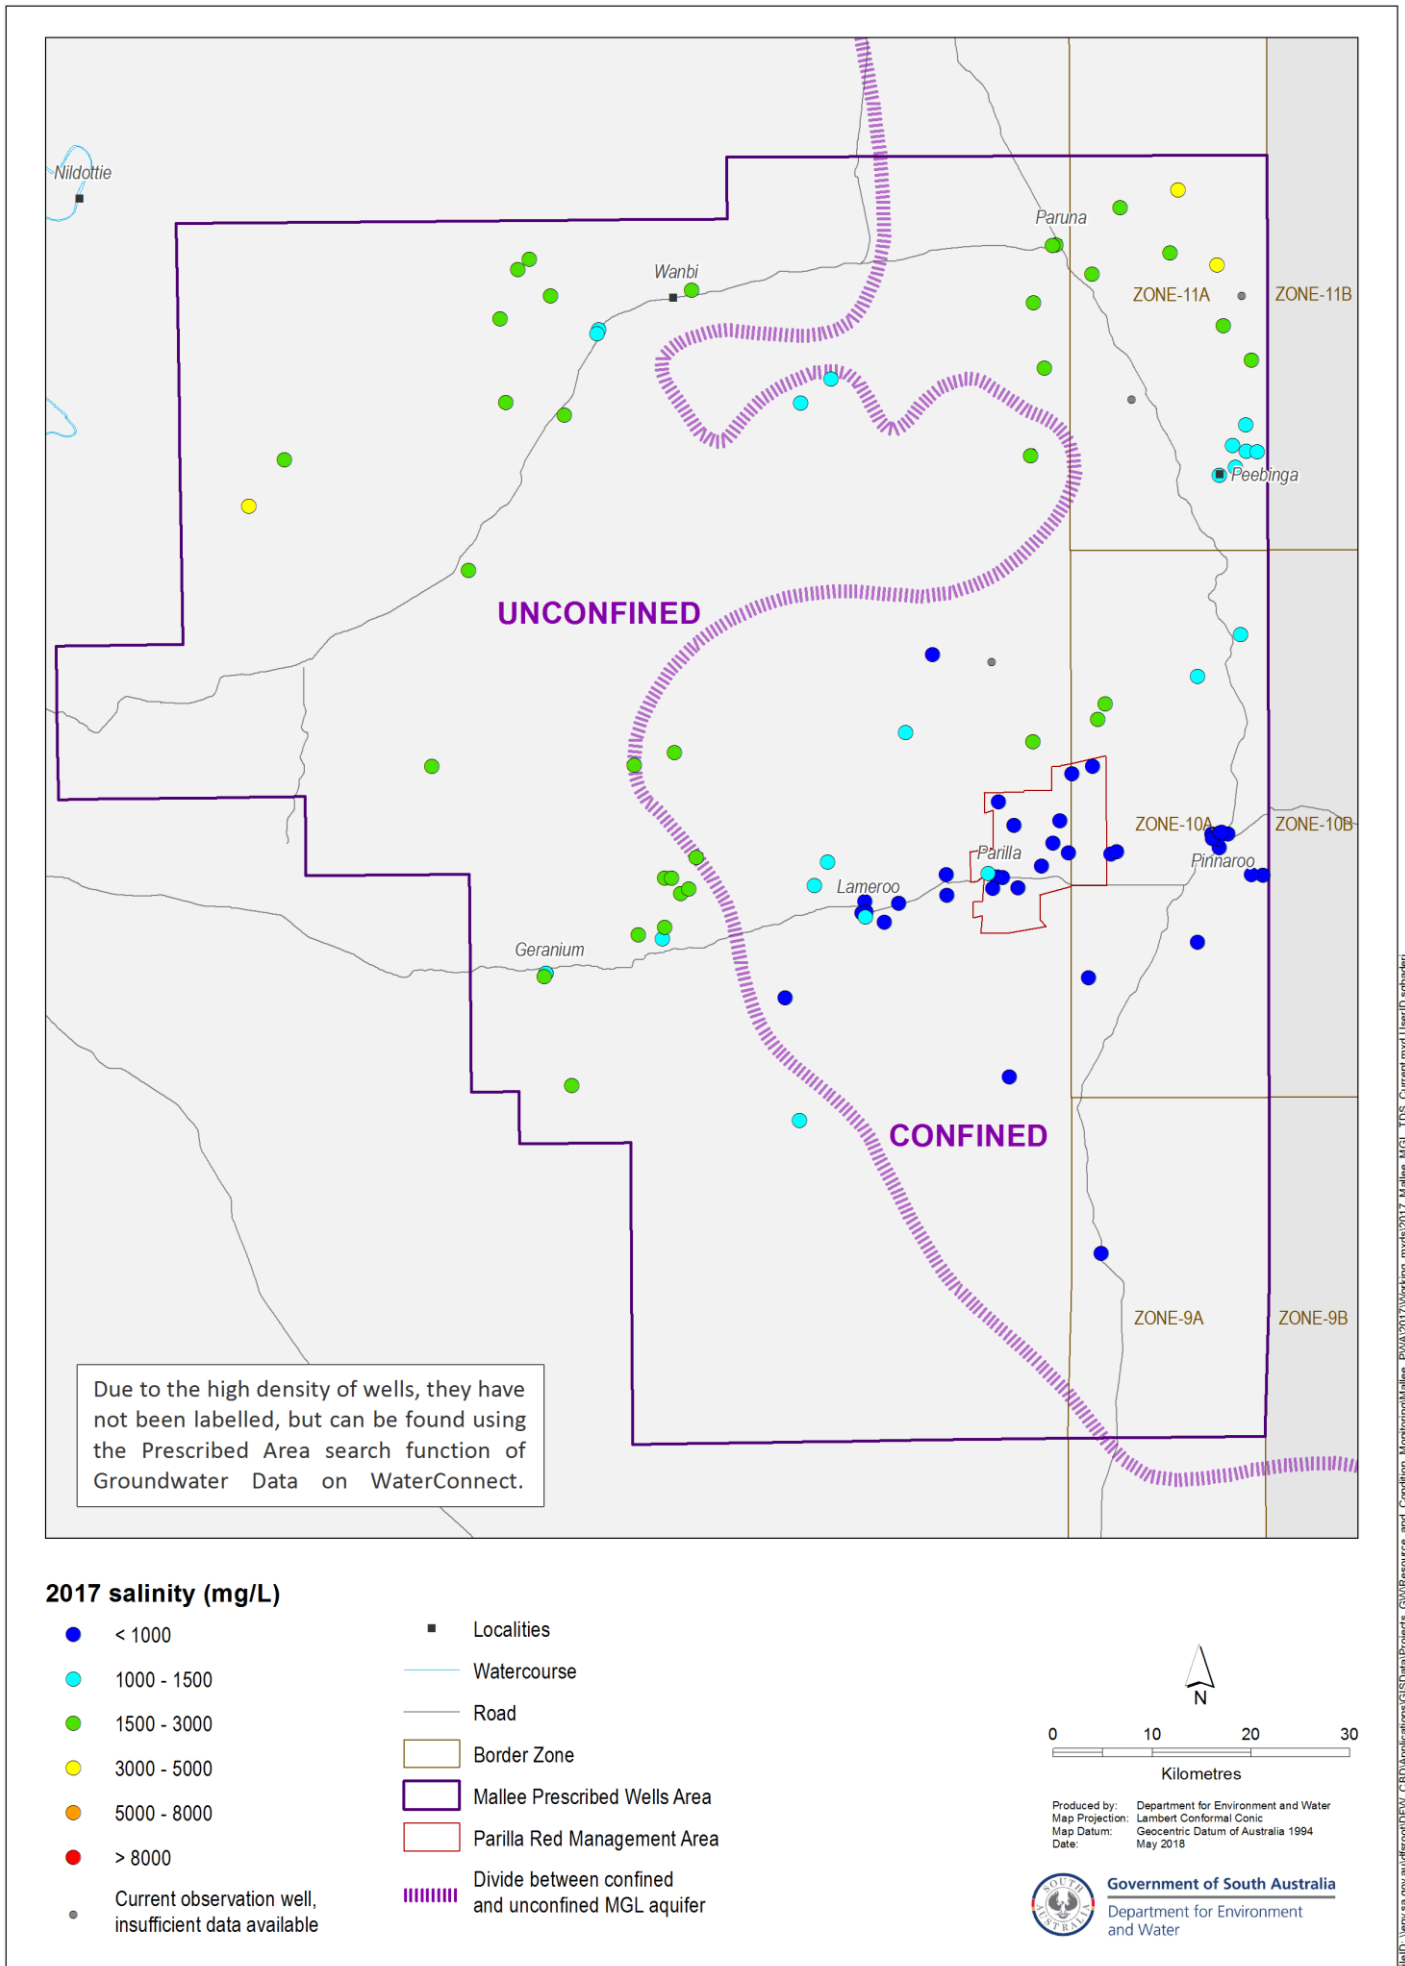 Nildottie
Paruna
Wanbi
ZONE-11A
ZONE-11B
Peebinga
UNCONFINED
ZONE-10A
ZONE-10B
Parilla
Pinnaroo
Lameroo
Geranium
CONFINED
ZONE-9A
ZONE-9B
Due to the high density of wells, they have
not been labelled, but can be found using
the Prescribed Area search function of
Groundwater Data on WaterConnect.
2017 salinity (mg/L)
< 1000
1000 - 1500
1500 - 3000
3000 - 5000
5000 - 8000
> 8000
Current observation well,
insufficient data available
Localities
Watercourse
Road
Border Zone
Mallee Prescribed Wells Area
Parilla Red Management Area
Divide between confined
and unconfined MGL aquifer
N
0 10 20 30
Kilometres
Produced by: Department for Environment and Water
Map Projection: Lambert Conformal Conic
Map Datum: Geocentric Datum of Australia 1994
Date: May 2018
SOUTH
AUSTRALIA
Government of South Australia
Department for Environment
and Water